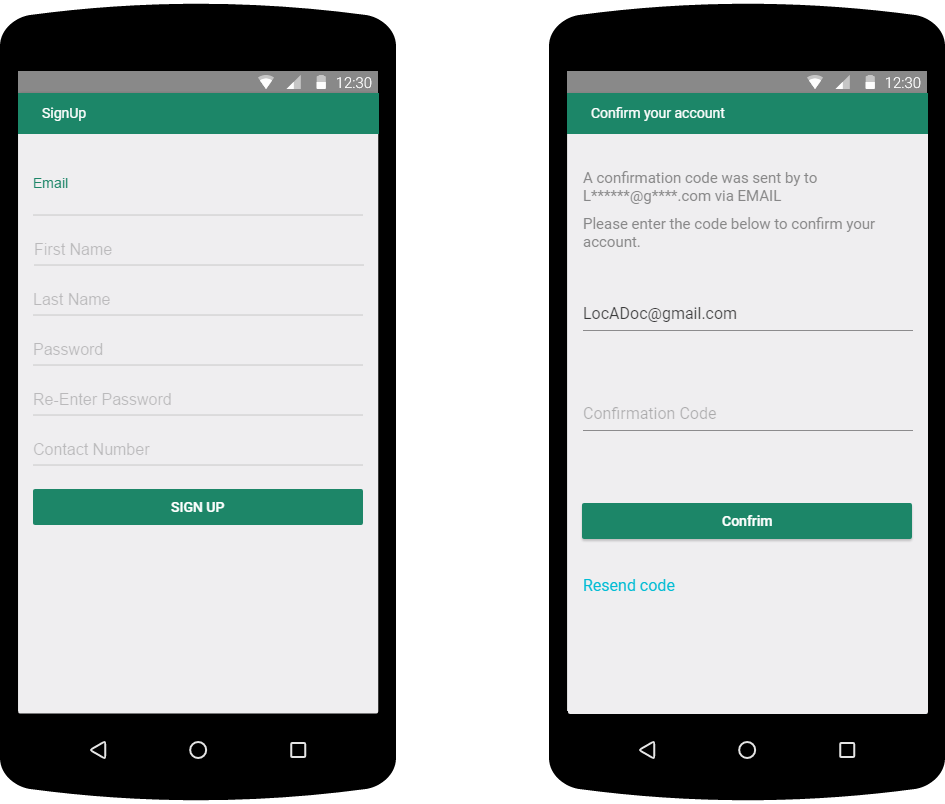 12:30
SignUp
Email
First Name
Last Name
Password
Re-Enter Password
Contact Number
SIGN UP
12:30
Confirm your account
A confirmation code was sent by to
L******@g****.com via EMAIL
Please enter the code below to confirm your
account.
LocADoc@gmail.com
Confirmation Code
Confrim
Resend code